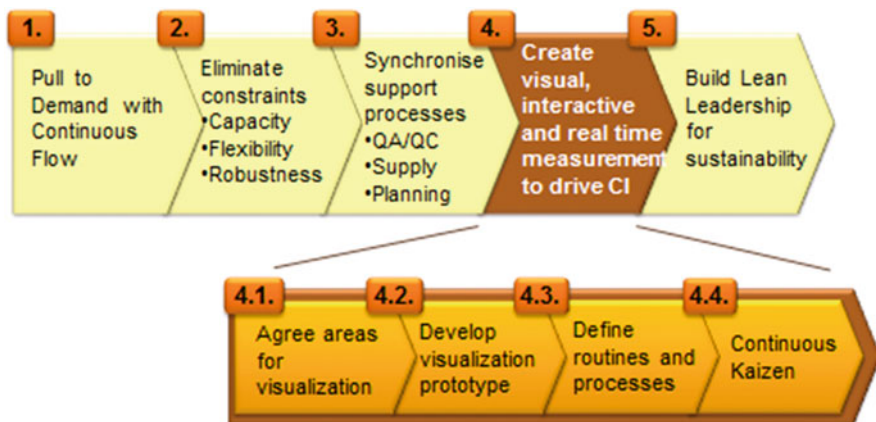 1.
Pull to
Demand with
Continuous
Flow
2.
Eliminate
constraints
•Capacity
•Flexibility
•Robustness
3.
Synchronise
support
processes
•QA/QC
•Supply
•Planning
4.
Create
visual,
interactive
and real time
measurement
to drive CI
5.
Build Lean
Leadership
for
sustainability
4.1.
Agree areas
for
visualization
4.2.
Develop
visualization
prototype
4.3.
Define
routines and
processes
4.4.
Continuous
Kaizen